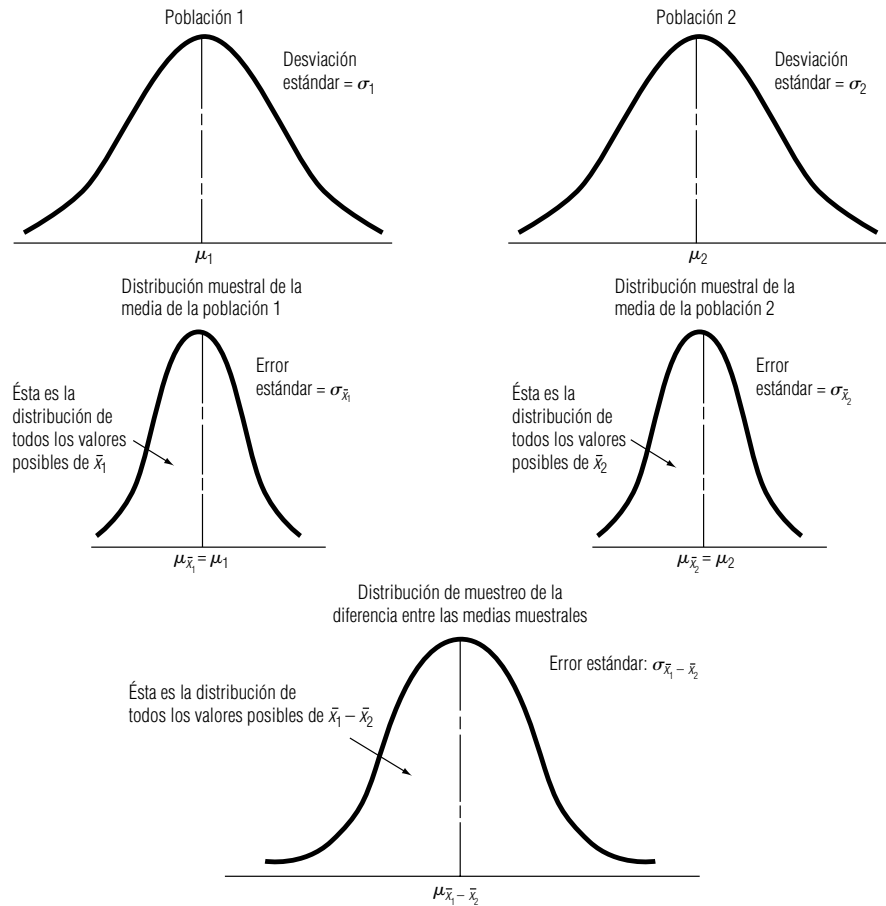 Población 1
Desviación
estándar = σ₁
μ₁
Población 2
Desviación
estándar = σ₂
μ₂
Distribución muestral de la
media de la población 1
Error
estándar = σx̄₁
Ésta es la
distribución de
todos los valores
posibles de x̄₁
μx̄₁ = μ₁
Distribución muestral de la
media de la población 2
Error
estándar = σx̄₂
Ésta es la
distribución de
todos los valores
posibles de x̄₂
μx̄₂ = μ₂
Distribución de muestreo de la
diferencia entre las medias muestrales
Error estándar: σx̄₁ – x̄₂
Ésta es la distribución de
todos los valores posibles de x̄₁ – x̄₂
μx̄₁ – x̄₂